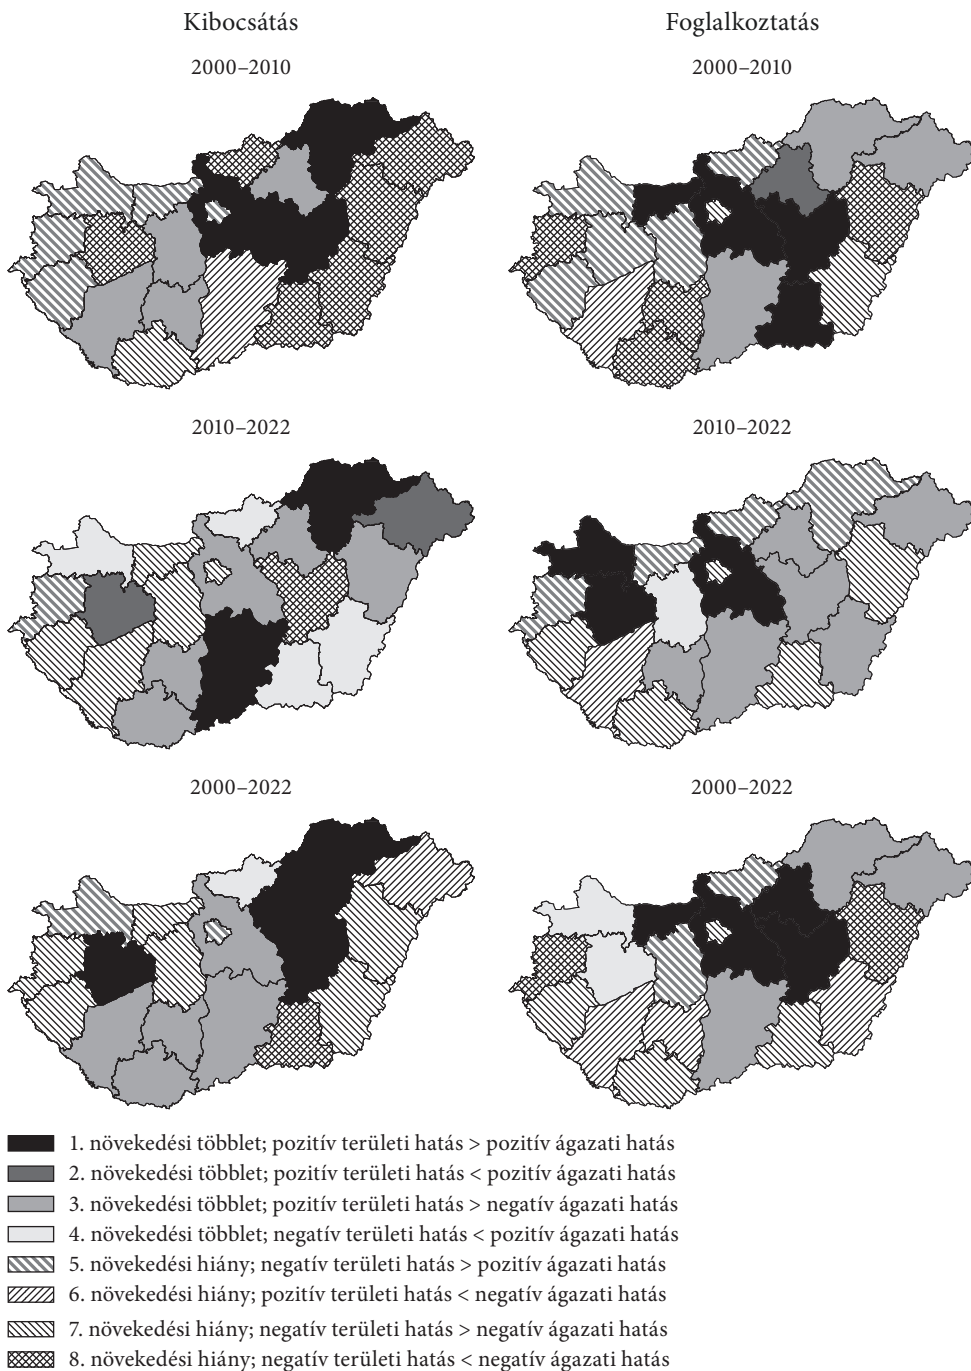 Kibocsátás
Foglalkoztatás
2000–2010
2000–2010
2010–2022
2010–2022
2000–2022
2000–2022
1. növekedési többlet; pozitív területi hatás > pozitív ágazati hatás
2. növekedési többlet; pozitív területi hatás < pozitív ágazati hatás
3. növekedési többlet; pozitív területi hatás > negatív ágazati hatás
4. növekedési többlet; negatív területi hatás < pozitív ágazati hatás
5. növekedési hiány; negatív területi hatás > pozitív ágazati hatás
6. növekedési hiány; pozitív területi hatás < negatív ágazati hatás
7. növekedési hiány; negatív területi hatás > negatív ágazati hatás
8. növekedési hiány; negatív területi hatás < negatív ágazati hatás